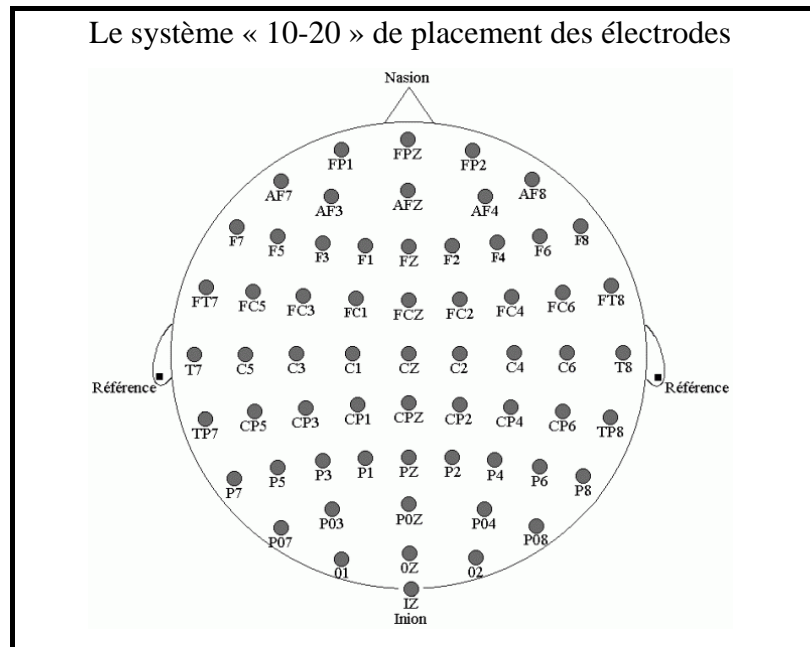 Le système « 10-20 » de placement des électrodes
Nasion
FP1 FPZ FP2
AF7 AF3 AFZ AF4 AF8
F7 F5 F3 F1 FZ F2 F4 F6 F8
FT7 FC5 FC3 FC1 FCZ FC2 FC4 FC6 FT8
T7 C5 C3 C1 CZ C2 C4 C6 T8
Référence Référence
TP7 CP5 CP3 CP1 CPZ CP2 CP4 CP6 TP8
P7 P5 P3 P1 PZ P2 P4 P6 P8
P07 P03 P0Z P04 P08
01 0Z 02
IZ
Inion